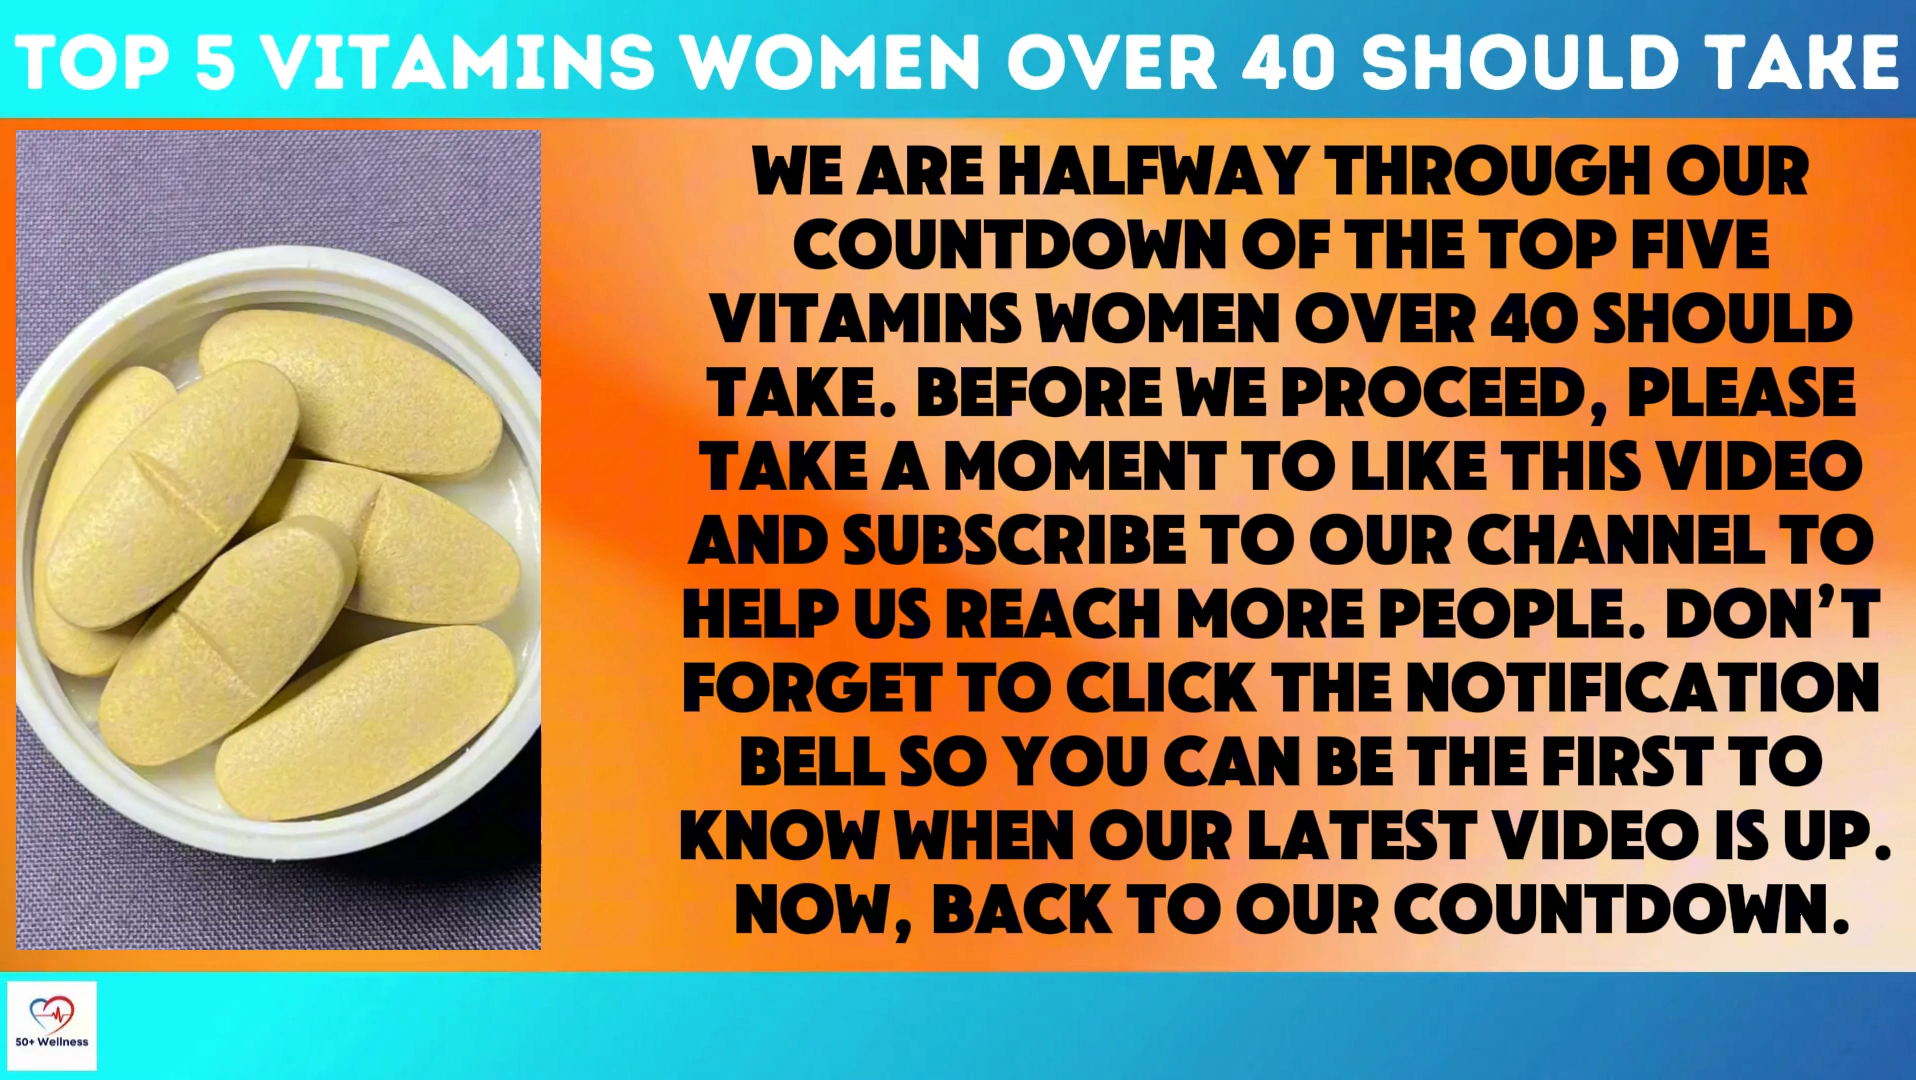 TOP 5 VITAMINS WOMEN OVER 40 SHOULD TAKE
WE ARE HALFWAY THROUGH OUR
COUNTDOWN OF THE TOP FIVE
VITAMINS WOMEN OVER 40 SHOULD
TAKE. BEFORE WE PROCEED, PLEASE
TAKE A MOMENT TO LIKE THIS VIDEO
AND SUBSCRIBE TO OUR CHANNEL TO
HELP US REACH MORE PEOPLE. DON’T
FORGET TO CLICK THE NOTIFICATION
BELL SO YOU CAN BE THE FIRST TO
KNOW WHEN OUR LATEST VIDEO IS UP.
NOW, BACK TO OUR COUNTDOWN.
50+ Wellness